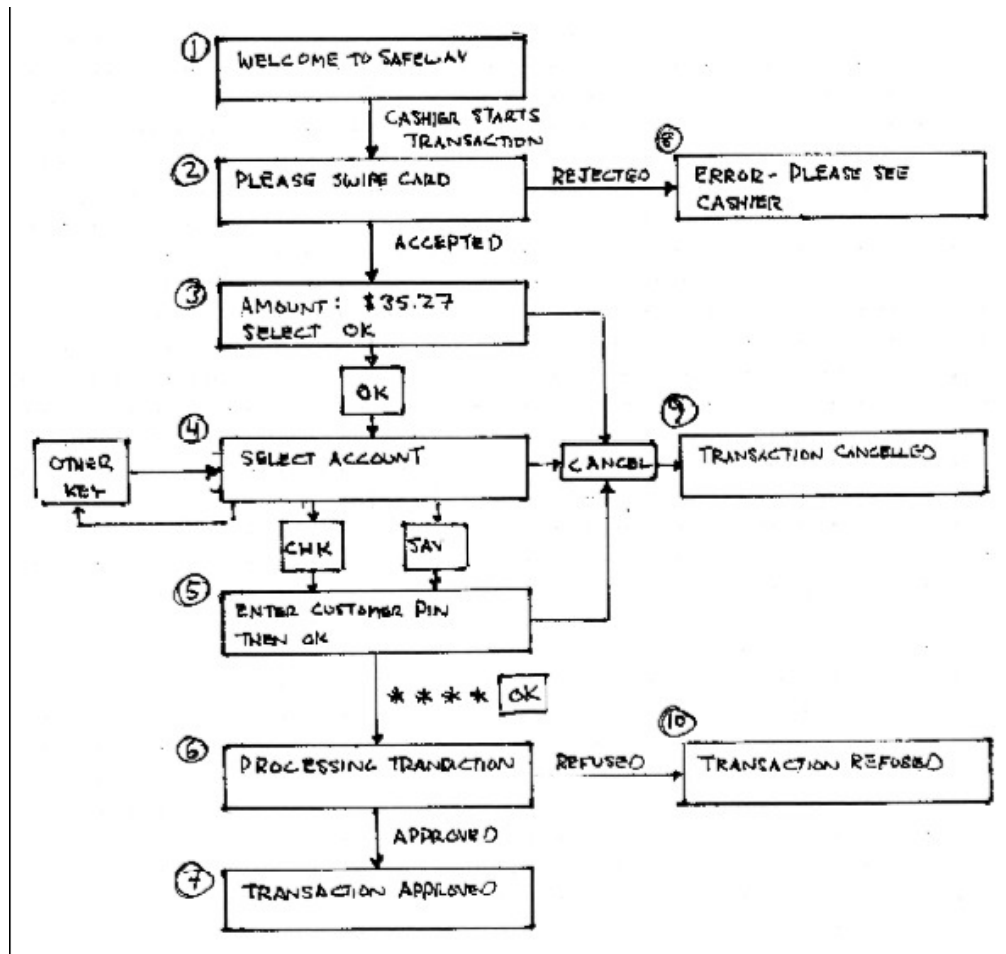 1
WELCOME TO SAFEWAY
CASHIER STARTS
TRANSACTION
2
PLEASE SWIPE CARD
REJECTED
8
ERROR - PLEASE SEE
CASHIER
ACCEPTED
3
AMOUNT: $35.27
SELECT OK
OK
4
SELECT ACCOUNT
OTHER
KEY
CANCEL
9
TRANSACTION CANCELLED
CHK
SAV
5
ENTER CUSTOMER PIN
THEN OK
**** OK
6
PROCESSING TRANSACTION
REFUSED
10
TRANSACTION REFUSED
APPROVED
7
TRANSACTION APPROVED